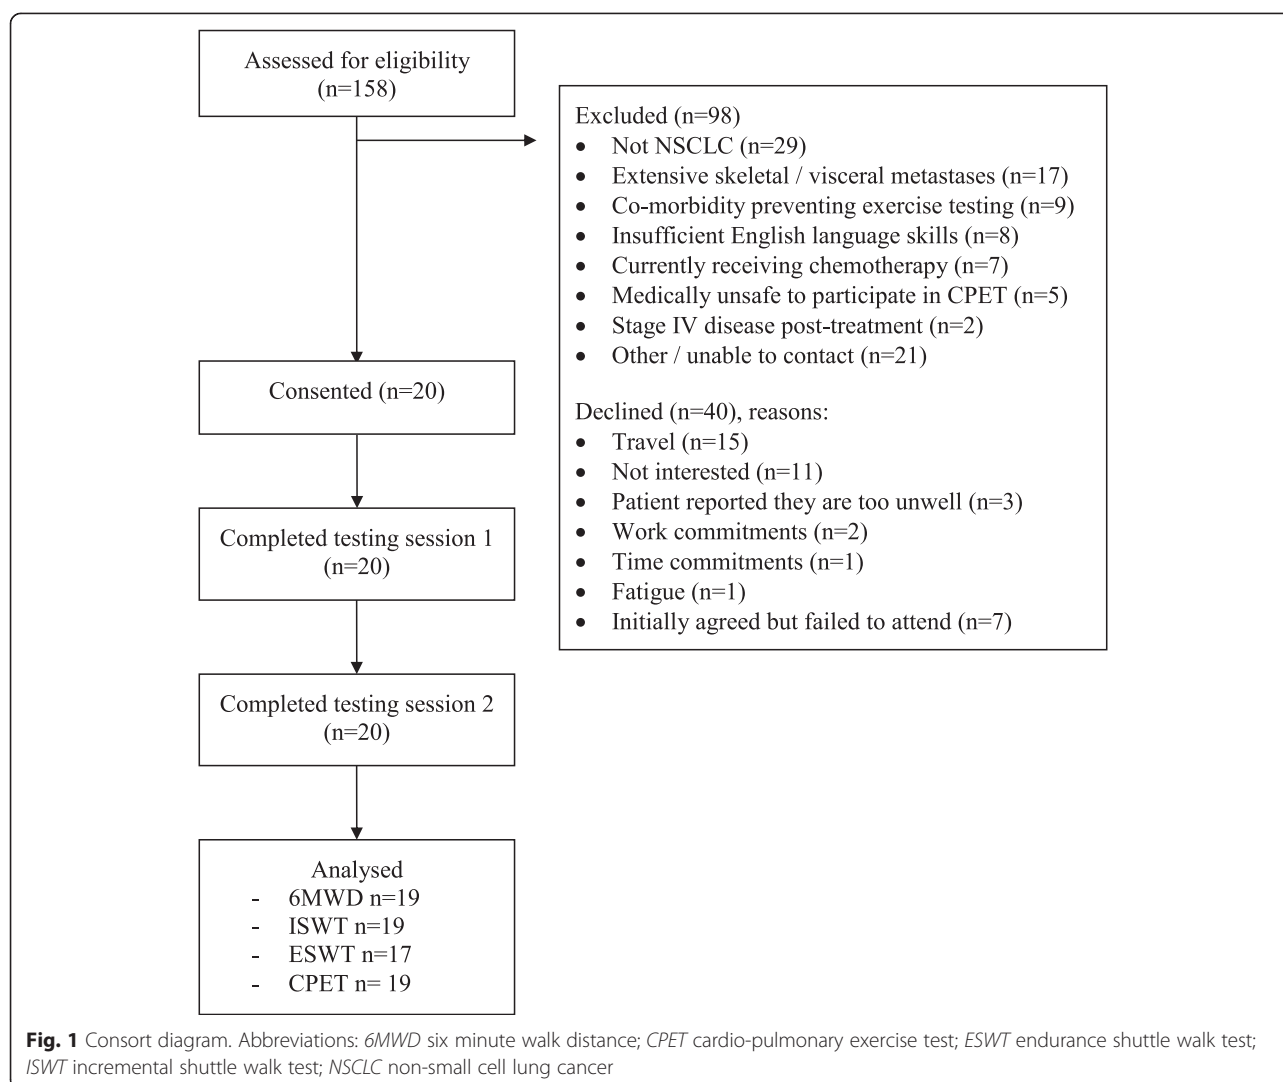 Assessed for eligibility
(n=158)
Excluded (n=98)
• Not NSCLC (n=29)
• Extensive skeletal / visceral metastases (n=17)
• Co-morbidity preventing exercise testing (n=9)
• Insufficient English language skills (n=8)
• Currently receiving chemotherapy (n=7)
• Medically unsafe to participate in CPET (n=5)
• Stage IV disease post-treatment (n=2)
• Other / unable to contact (n=21)
Declined (n=40), reasons:
• Travel (n=15)
• Not interested (n=11)
• Patient reported they are too unwell (n=3)
• Work commitments (n=2)
• Time commitments (n=1)
• Fatigue (n=1)
• Initially agreed but failed to attend (n=7)
Consented (n=20)
Completed testing session 1
(n=20)
Completed testing session 2
(n=20)
Analysed
- 6MWD n=19
- ISWT n=19
- ESWT n=17
- CPET n= 19
Fig. 1 Consort diagram. Abbreviations: 6MWD six minute walk distance; CPET cardio-pulmonary exercise test; ESWT endurance shuttle walk test;
ISWT incremental shuttle walk test; NSCLC non-small cell lung cancer